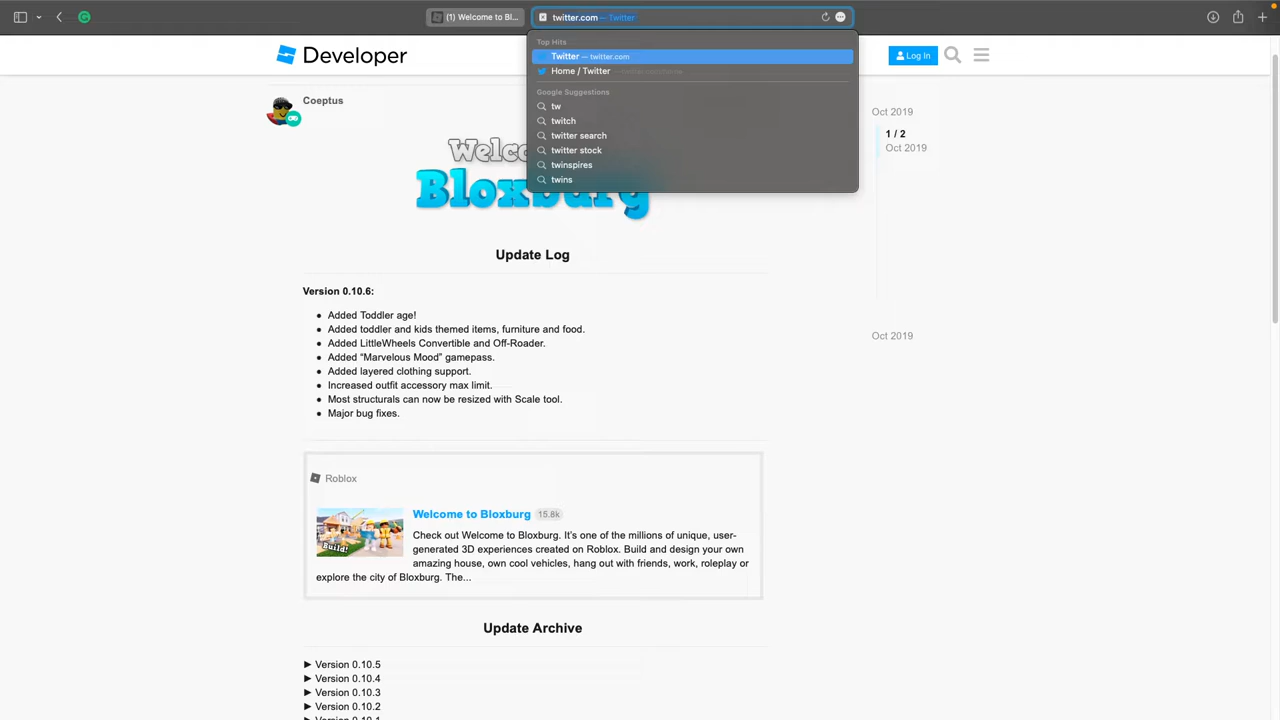 (1) Welcome to Bl...
twitter.com — Twitter
Top Hits
Twitter — twitter.com
Home / Twitter
Google Suggestions
tw
twitch
twitter search
twitter stock
twinspires
twins
Developer
Log In
Coeptus
Oct 2019
1 / 2
Oct 2019
Oct 2019
Welco
Bloxburg
Update Log
Version 0.10.6:
Added Toddler age!
Added toddler and kids themed items, furniture and food.
Added LittleWheels Convertible and Off-Roader.
Added “Marvelous Mood” gamepass.
Added layered clothing support.
Increased outfit accessory max limit.
Most structurals can now be resized with Scale tool.
Major bug fixes.
Roblox
Build!
Welcome to Bloxburg 15.8k
Check out Welcome to Bloxburg. It’s one of the millions of unique, user-
generated 3D experiences created on Roblox. Build and design your own
amazing house, own cool vehicles, hang out with friends, work, roleplay or
explore the city of Bloxburg. The...
Update Archive
Version 0.10.5
Version 0.10.4
Version 0.10.3
Version 0.10.2
Version 0.10.1